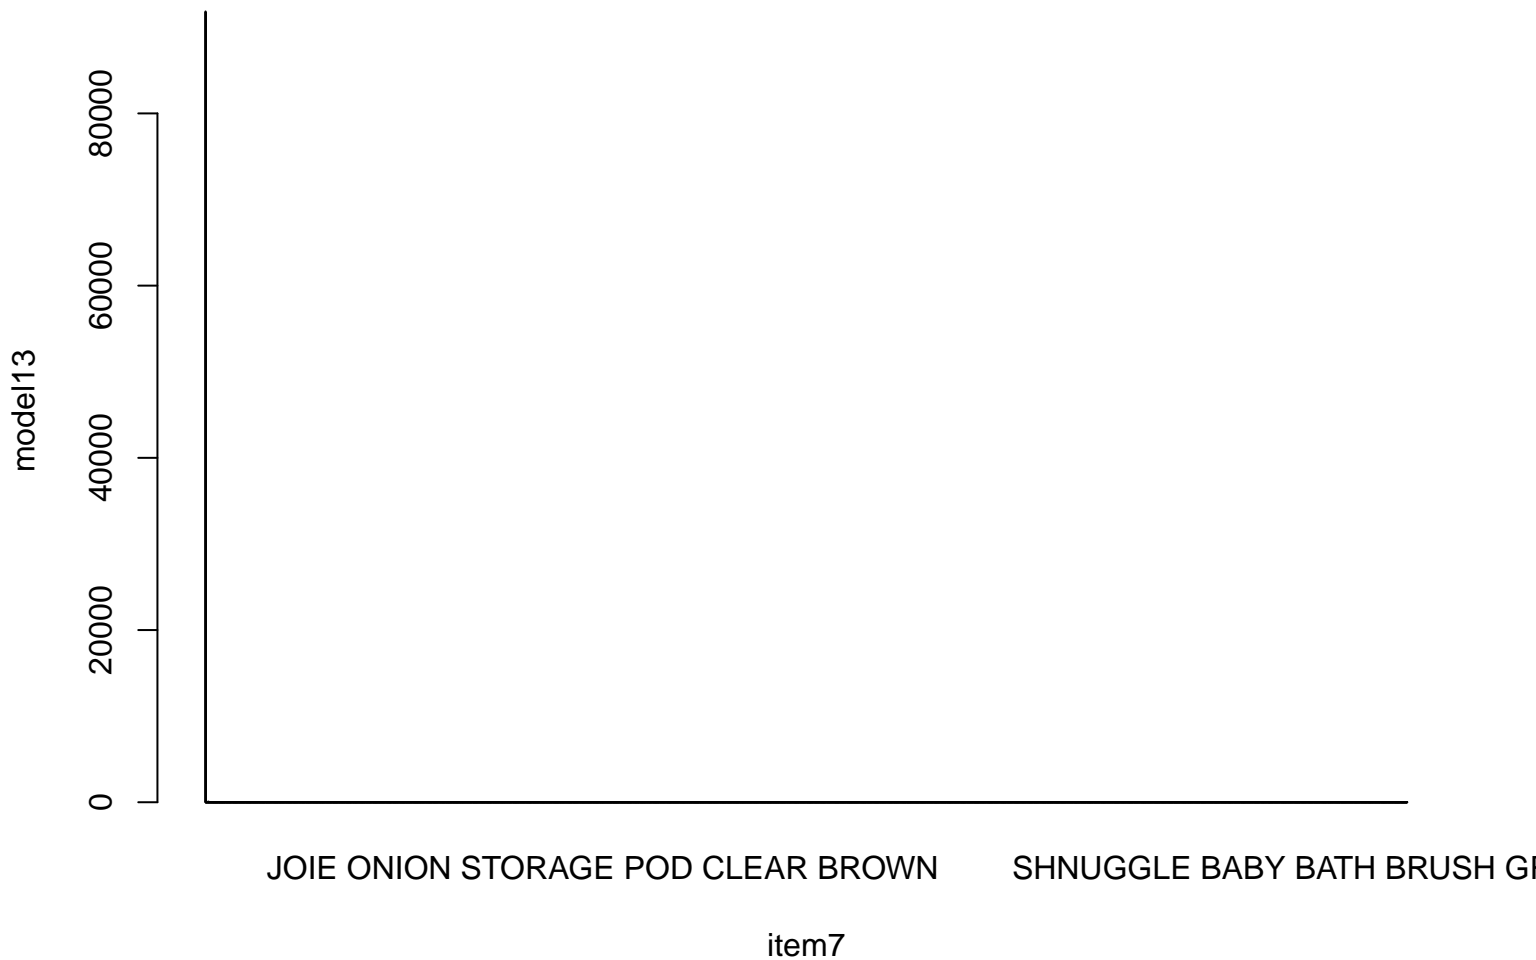 80000
60000
40000
20000
0
model13
JOIE ONION STORAGE POD CLEAR BROWN
SHNUGGLE BABY BATH BRUSH
item7